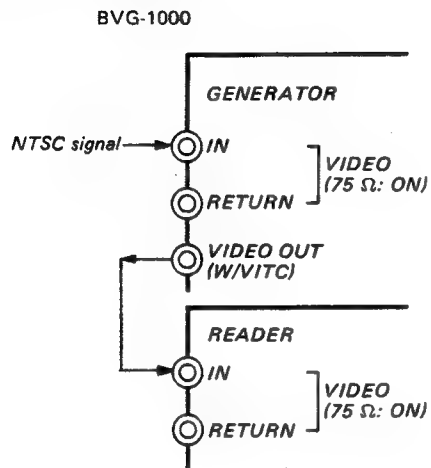 BVG-1000
GENERATOR
NTSC signal
IN
VIDEO
(75 Ω: ON)
RETURN
VIDEO OUT
(W/VITC)
READER
IN
VIDEO
(75 Ω: ON)
RETURN